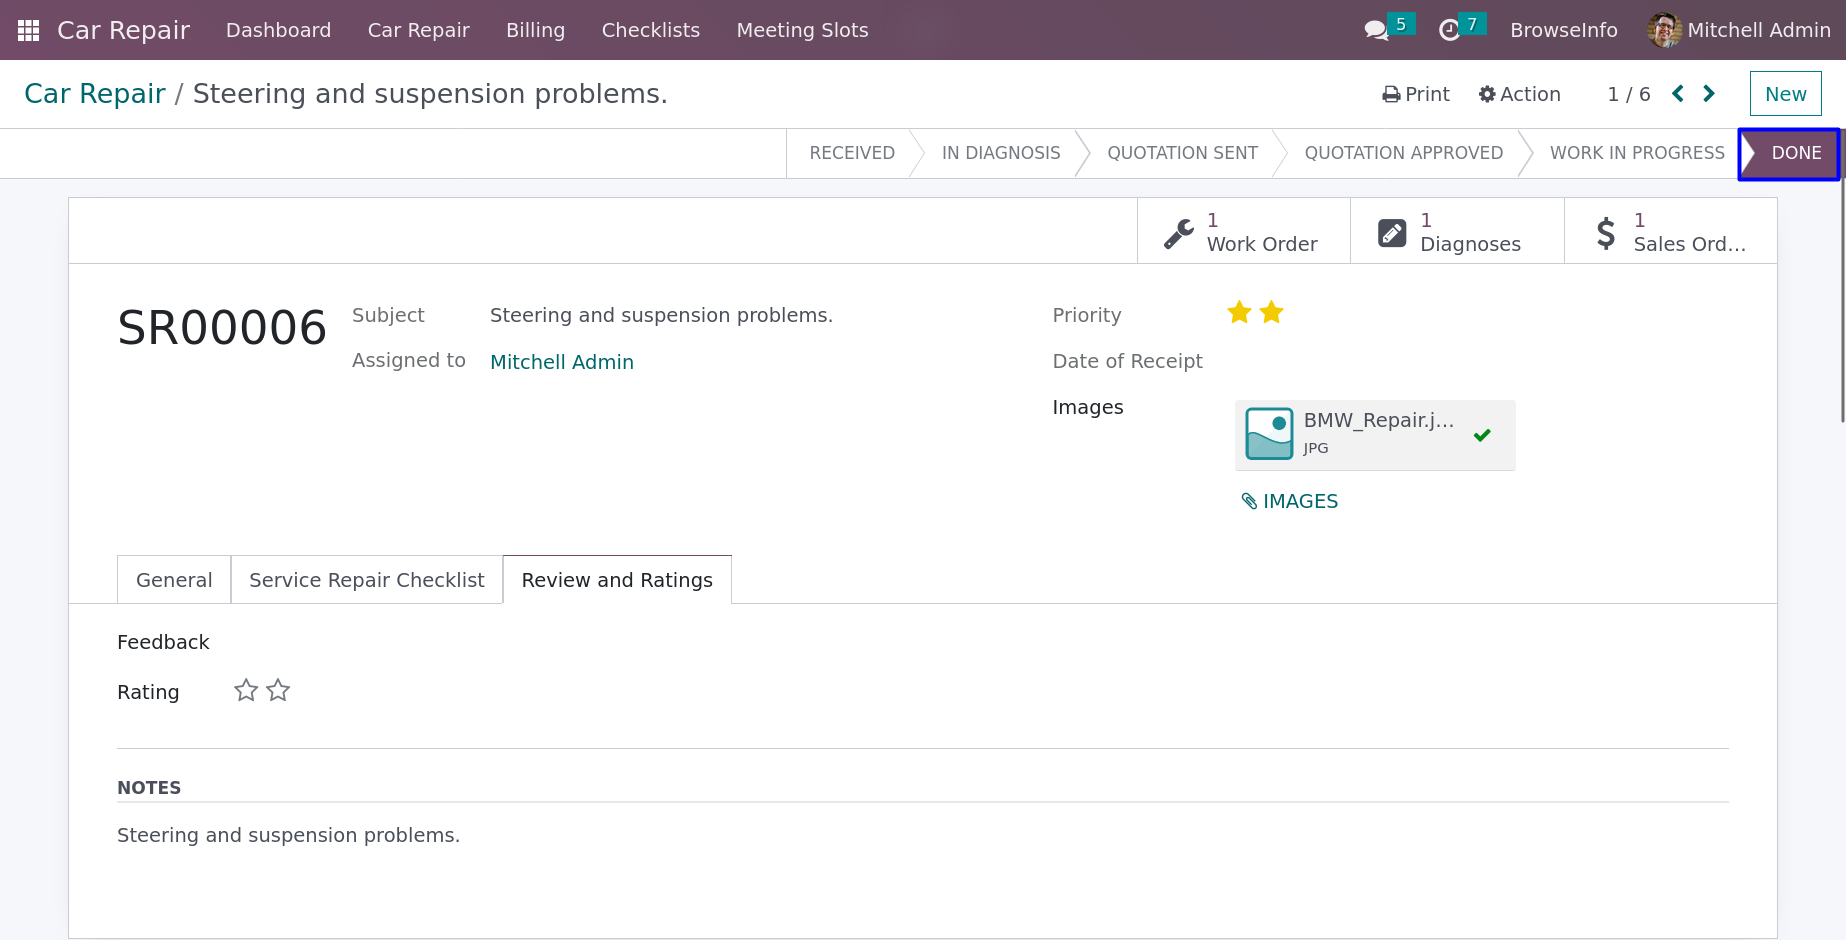 Car Repair Dashboard Car Repair Billing Checklists Meeting Slots 5 7 BrowseInfo Mitchell Admin
Car Repair / Steering and suspension problems. Print Action 1 / 6 New
RECEIVED IN DIAGNOSIS QUOTATION SENT QUOTATION APPROVED WORK IN PROGRESS DONE
1 Work Order
1 Diagnoses
1 Sales Ord...
SR00006
Subject Steering and suspension problems.
Assigned to Mitchell Admin
Priority
Date of Receipt
Images
BMW_Repair.j...
JPG
IMAGES
General Service Repair Checklist Review and Ratings
Feedback
Rating
NOTES
Steering and suspension problems.